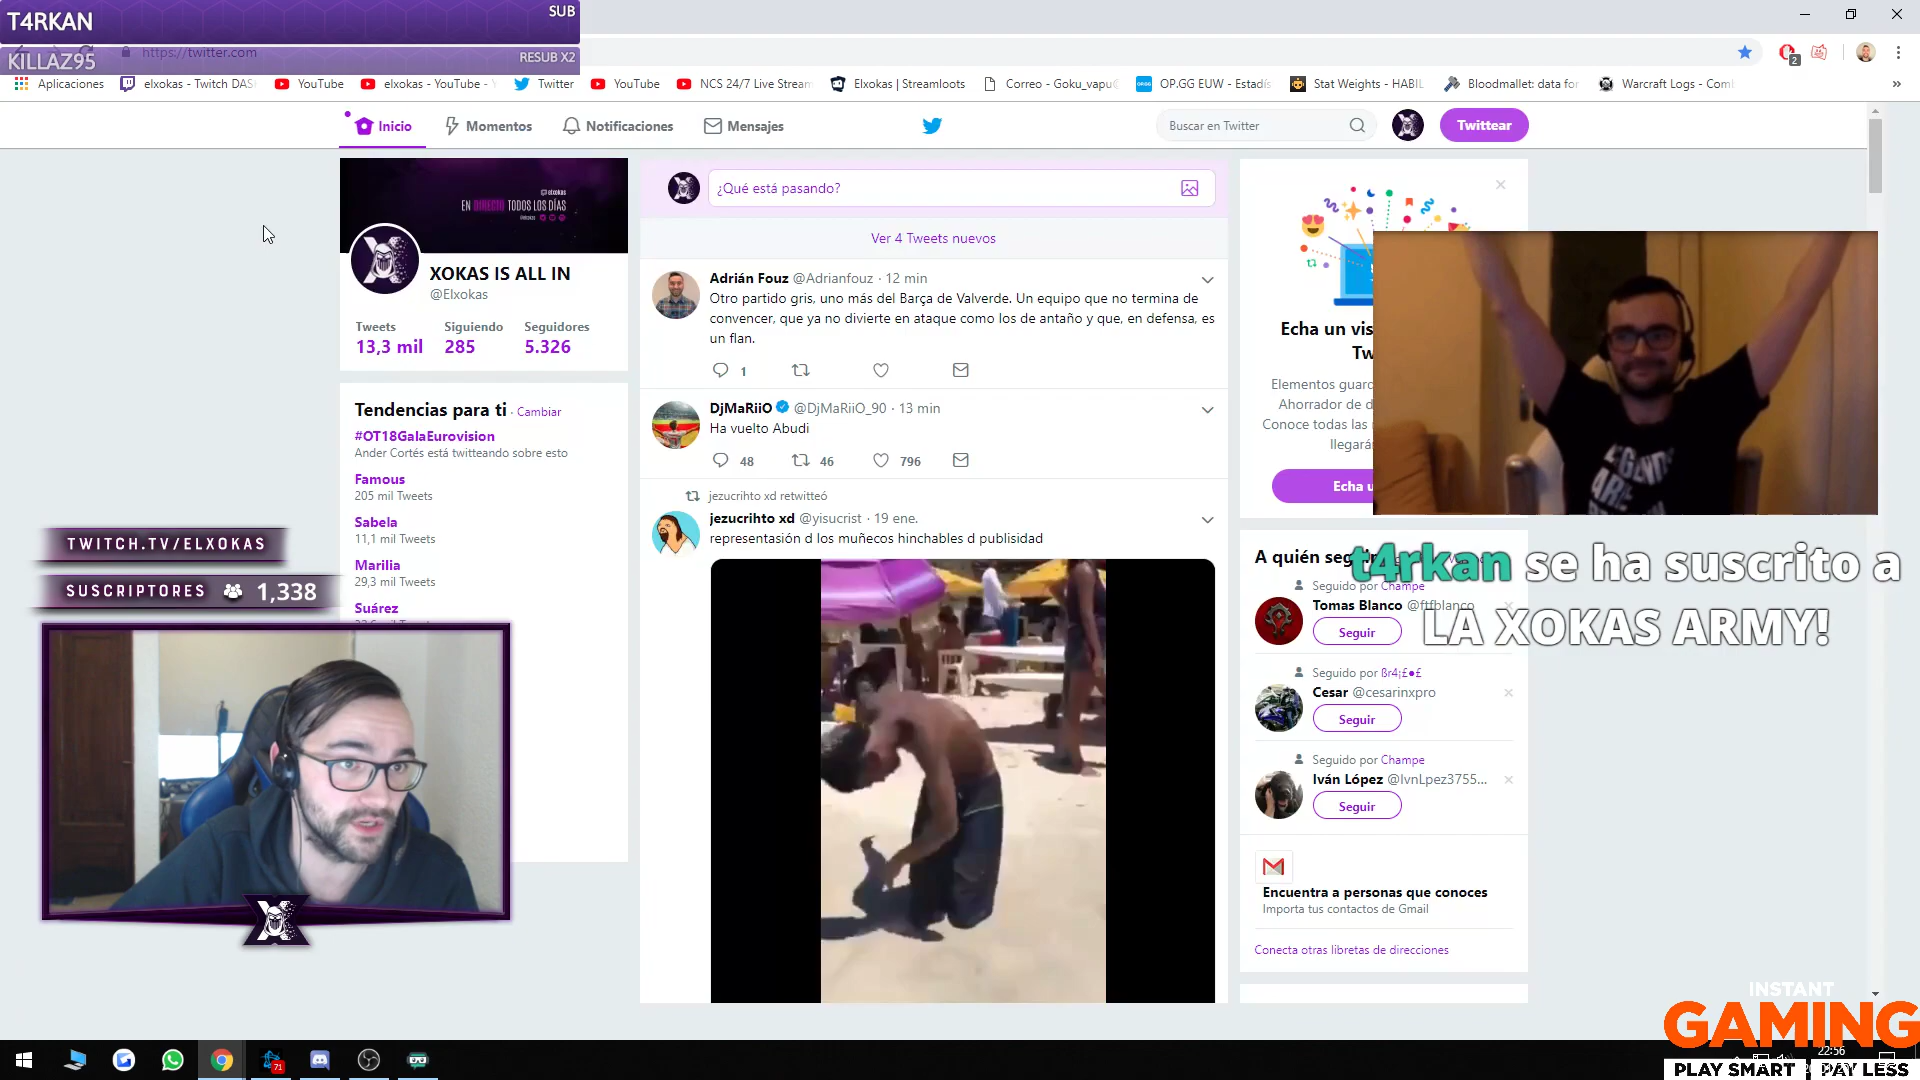 T4RKAN
SUB
KILLAZ95
RESUB X2
https://twitter.com
2
Aplicaciones
elxokas - Twitch DAS
YouTube
elxokas - YouTube - Y
Twitter
YouTube
NCS 24/7 Live Stream
Elxokas | Streamloots
Correo - Goku_vapu@
OP.GG EUW - Estadís
Stat Weights - HABIL
Bloodmallet: data for
Warcraft Logs - Com
»
Inicio
Momentos
Notificaciones
Mensajes
Buscar en Twitter
Twittear
elxokas
EN DIRECTO TODOS LOS DÍAS
XOKAS IS ALL IN
@Elxokas
Tweets
Siguiendo
Seguidores
13,3 mil
285
5.326
Tendencias para ti · Cambiar
#OT18GalaEurovision
Ander Cortés está twitteando sobre esto
Famous
205 mil Tweets
Sabela
11,1 mil Tweets
Marilia
29,3 mil Tweets
Suárez
TWITCH.TV/ELXOKAS
SUSCRIPTORES 1,338
¿Qué está pasando?
Ver 4 Tweets nuevos
Adrián Fouz @Adrianfouz · 12 min
Otro partido gris, uno más del Barça de Valverde. Un equipo que no termina de
convencer, que ya no divierte en ataque como los de antaño y que, en defensa, es
un flan.
1
DjMaRiiO @DjMaRiiO_90 · 13 min
Ha vuelto Abudi
48
46
796
jezucrihto xd retwitteó
jezucrihto xd @yisucrist · 19 ene.
representasión d los muñecos hinchables d publisidad
Echa un vis
Tw
Elementos guard
Ahorrador de d
Conoce todas las
llegará
Echa u
LEGENDS
ARE
t4rkan se ha suscrito a
LA XOKAS ARMY!
A quién seguir
Seguido por Champe
Tomas Blanco @ftfblanco
Seguir
Seguido por ßr4¡£●£
Cesar @cesarinxpro
Seguir
Seguido por Champe
Iván López @IvnLpez3755...
Seguir
Encuentra a personas que conoces
Importa tus contactos de Gmail
Conecta otras libretas de direcciones
INSTANT
GAMING
PLAY SMART PAY LESS
71
22:56